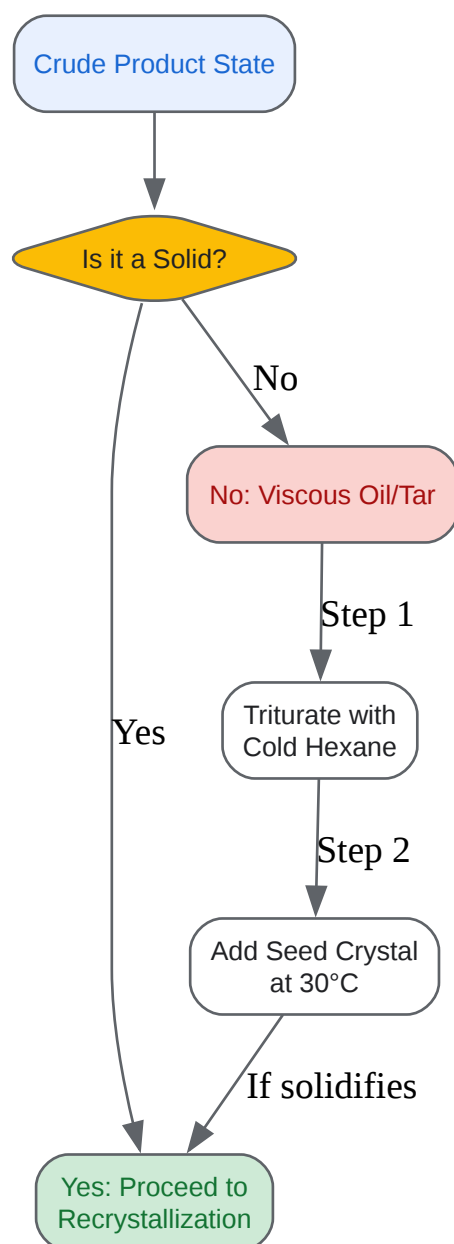 Crude Product State
Is it a Solid?
No
No: Viscous Oil/Tar
Step 1
Triturate with
Cold Hexane
Yes
Step 2
Add Seed Crystal
at 30°C
If solidifies
Yes: Proceed to
Recrystallization